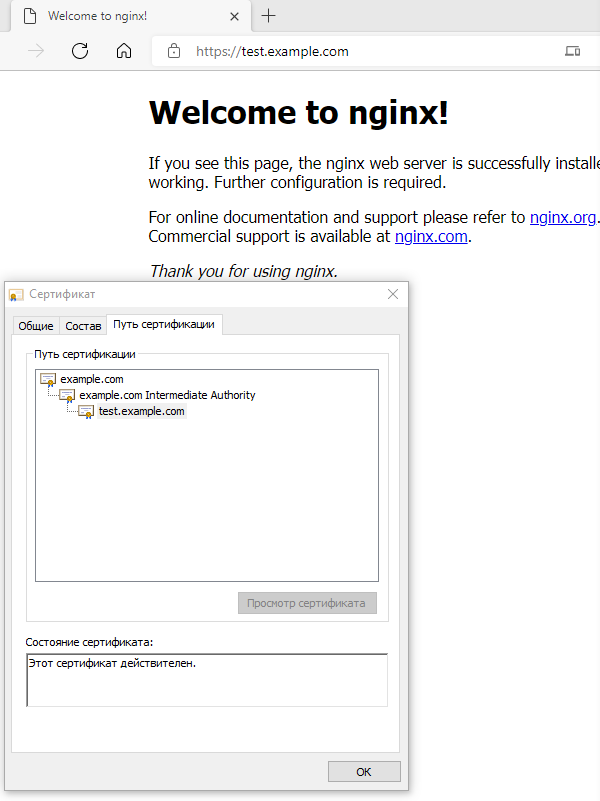 Welcome to nginx!
https://test.example.com
Welcome to nginx!
If you see this page, the nginx web server is successfully installe
working. Further configuration is required.
For online documentation and support please refer to nginx.org.
Commercial support is available at nginx.com.
Thank you for using nginx.
Сертификат
Общие Состав Путь сертификации
Путь сертификации
example.com
example.com Intermediate Authority
test.example.com
Просмотр сертификата
Состояние сертификата:
Этот сертификат действителен.
ОК